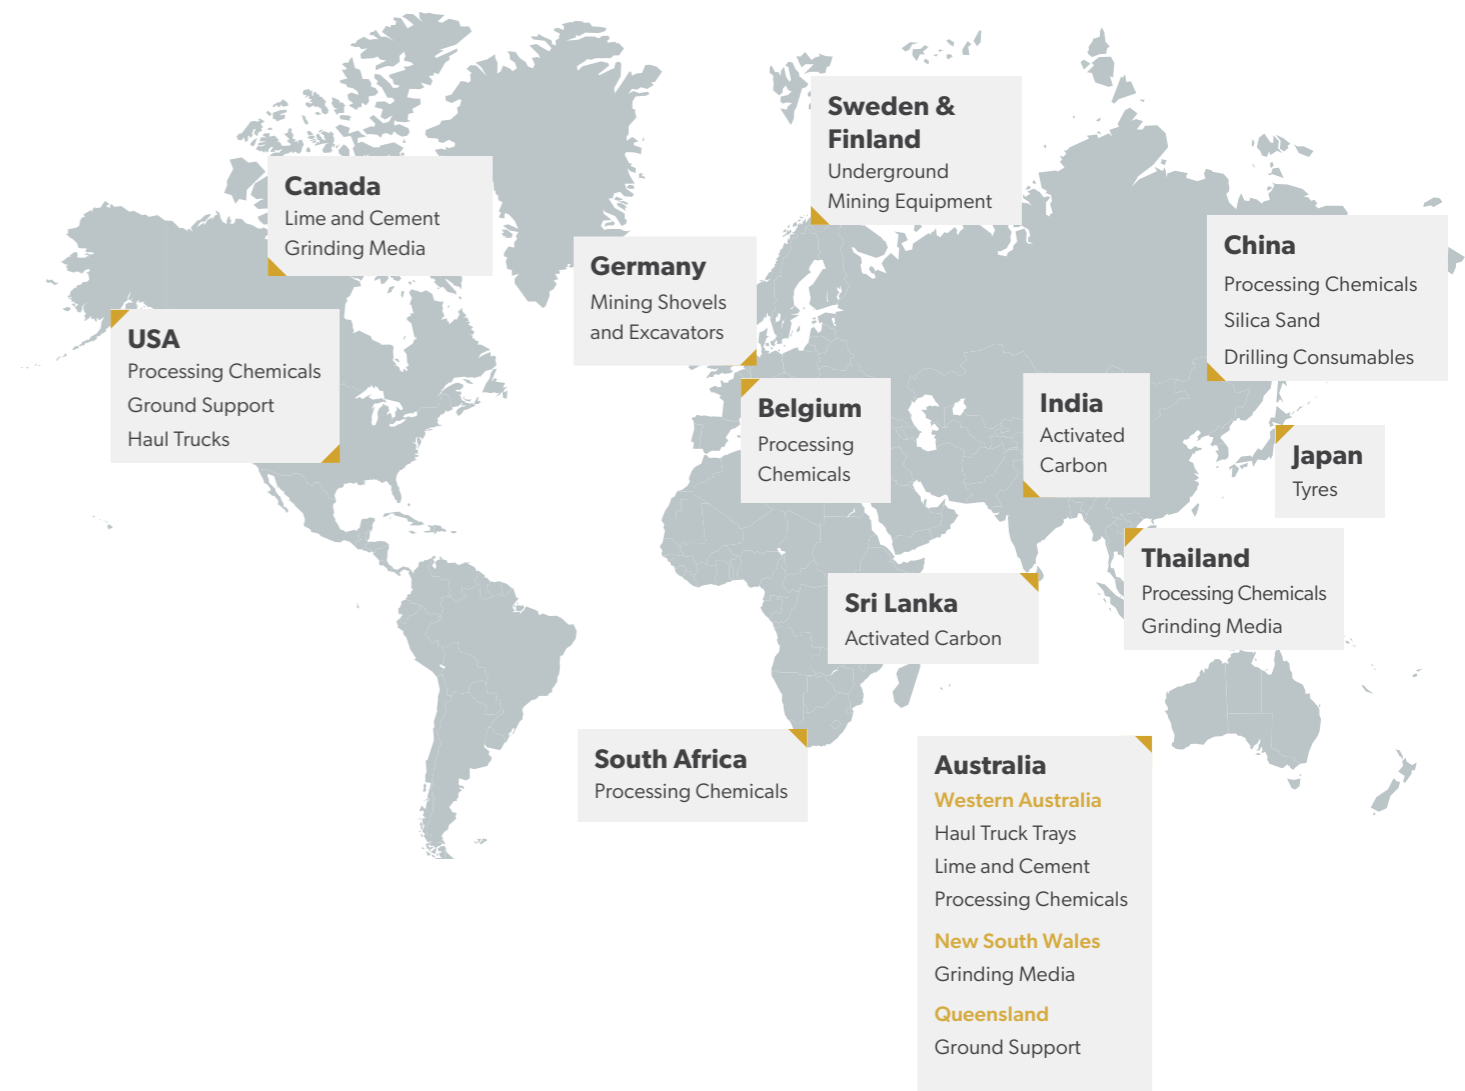 Sweden &
Finland
Underground
Mining Equipment
Canada
Lime and Cement
Grinding Media
China
Processing Chemicals
Silica Sand
Drilling Consumables
Germany
Mining Shovels
and Excavators
USA
Processing Chemicals
Ground Support
Haul Trucks
Belgium
Processing
Chemicals
India
Activated
Carbon
Japan
Tyres
Thailand
Processing Chemicals
Grinding Media
Sri Lanka
Activated Carbon
South Africa
Processing Chemicals
Australia
Western Australia
Haul Truck Trays
Lime and Cement
Processing Chemicals
New South Wales
Grinding Media
Queensland
Ground Support